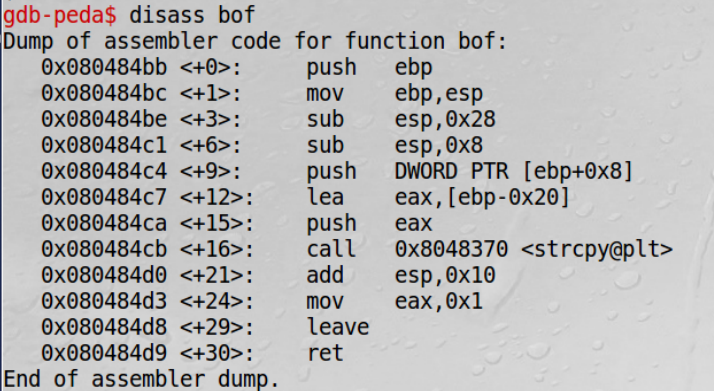 gdb-peda$ disass bof
Dump of assembler code for function bof:
   0x080484bb <+0>:     push   ebp
   0x080484bc <+1>:     mov    ebp,esp
   0x080484be <+3>:     sub    esp,0x28
   0x080484c1 <+6>:     sub    esp,0x8
   0x080484c4 <+9>:     push   DWORD PTR [ebp+0x8]
   0x080484c7 <+12>:    lea    eax,[ebp-0x20]
   0x080484ca <+15>:    push   eax
   0x080484cb <+16>:    call   0x8048370 <strcpy@plt>
   0x080484d0 <+21>:    add    esp,0x10
   0x080484d3 <+24>:    mov    eax,0x1
   0x080484d8 <+29>:    leave
   0x080484d9 <+30>:    ret
End of assembler dump.